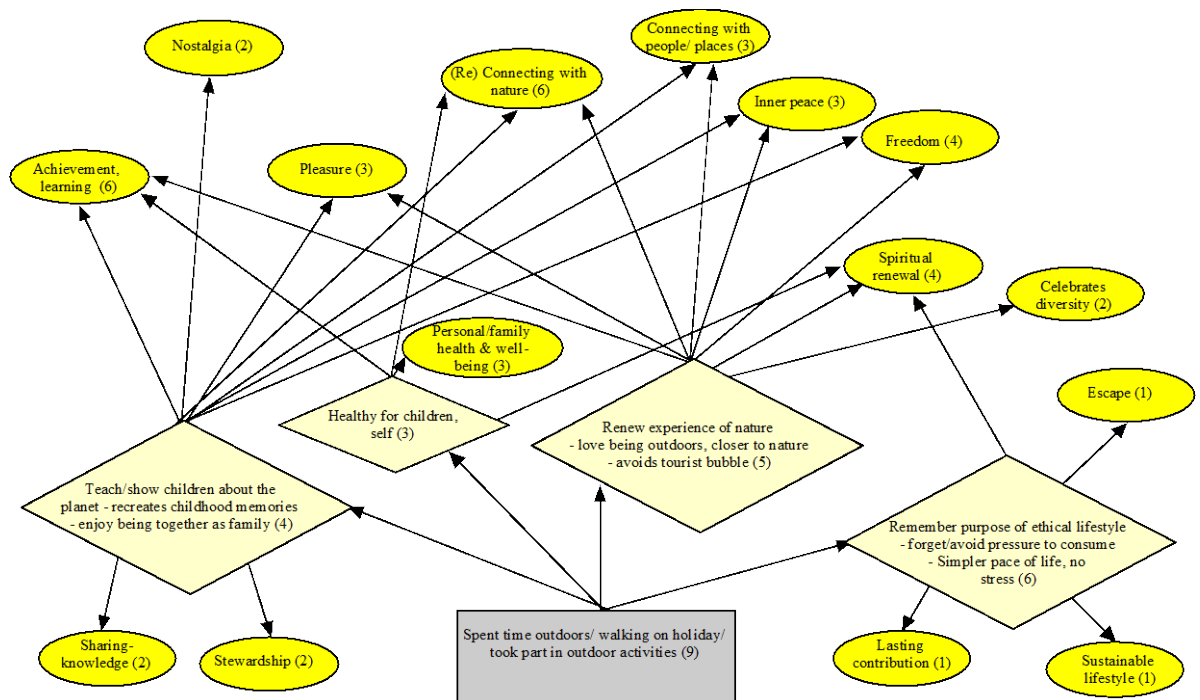 Nostalgia (2)
Connecting with
people/ places (3)
(Re) Connecting with
nature (6)
Inner peace (3)
Freedom (4)
Achievement,
learning  (6)
Pleasure (3)
Spiritual
renewal (4)
Celebrates
diversity (2)
Personal/family
health & well-
being (3)
Escape (1)
Healthy for children,
self (3)
Renew experience of nature
- love being outdoors, closer to nature
- avoids tourist bubble (5)
Teach/show children about the
planet - recreates childhood memories
- enjoy being together as family (4)
Remember purpose of ethical lifestyle
- forget/avoid pressure to consume
- Simpler pace of life, no
stress (6)
Sharing-
knowledge (2)
Stewardship (2)
Spent time outdoors/ walking on holiday/
took part in outdoor activities (9)
Lasting
contribution (1)
Sustainable
lifestyle (1)